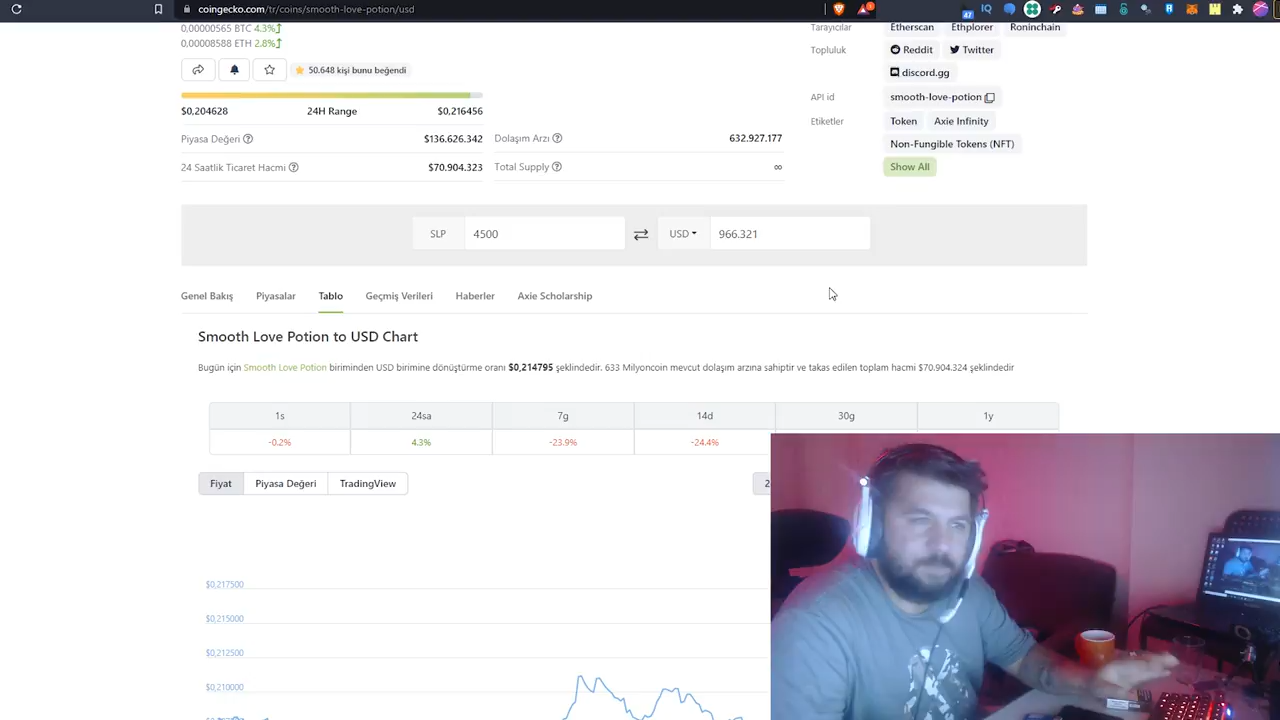 coingecko.com/tr/coins/smooth-love-potion/usd
47
0,00000565 BTC 4.3%
0,00008588 ETH 2.8%
50.648 kişi bunu beğendi
$0,204628 24H Range $0,216456
Piyasa Değeri $136.626.342 Dolaşım Arzı 632.927.177
24 Saatlik Ticaret Hacmi $70.904.323 Total Supply ∞
Tarayıcılar Etherscan Ethplorer Roninchain
Topluluk Reddit Twitter
discord.gg
API id smooth-love-potion
Etiketler Token Axie Infinity
Non-Fungible Tokens (NFT)
Show All
SLP 4500 USD 966.321
Genel Bakış Piyasalar Tablo Geçmiş Verileri Haberler Axie Scholarship
Smooth Love Potion to USD Chart
Bugün için Smooth Love Potion biriminden USD birimine dönüştürme oranı $0,214795 şeklindedir. 633 Milyoncoin mevcut dolaşım arzına sahiptir ve takas edilen toplam hacmi $70.904.324 şeklindedir
1s 24sa 7g 14d 30g 1y
-0.2% 4.3% -23.9% -24.4%
Fiyat Piyasa Değeri TradingView 2
$0,217500
$0,215000
$0,212500
$0,210000